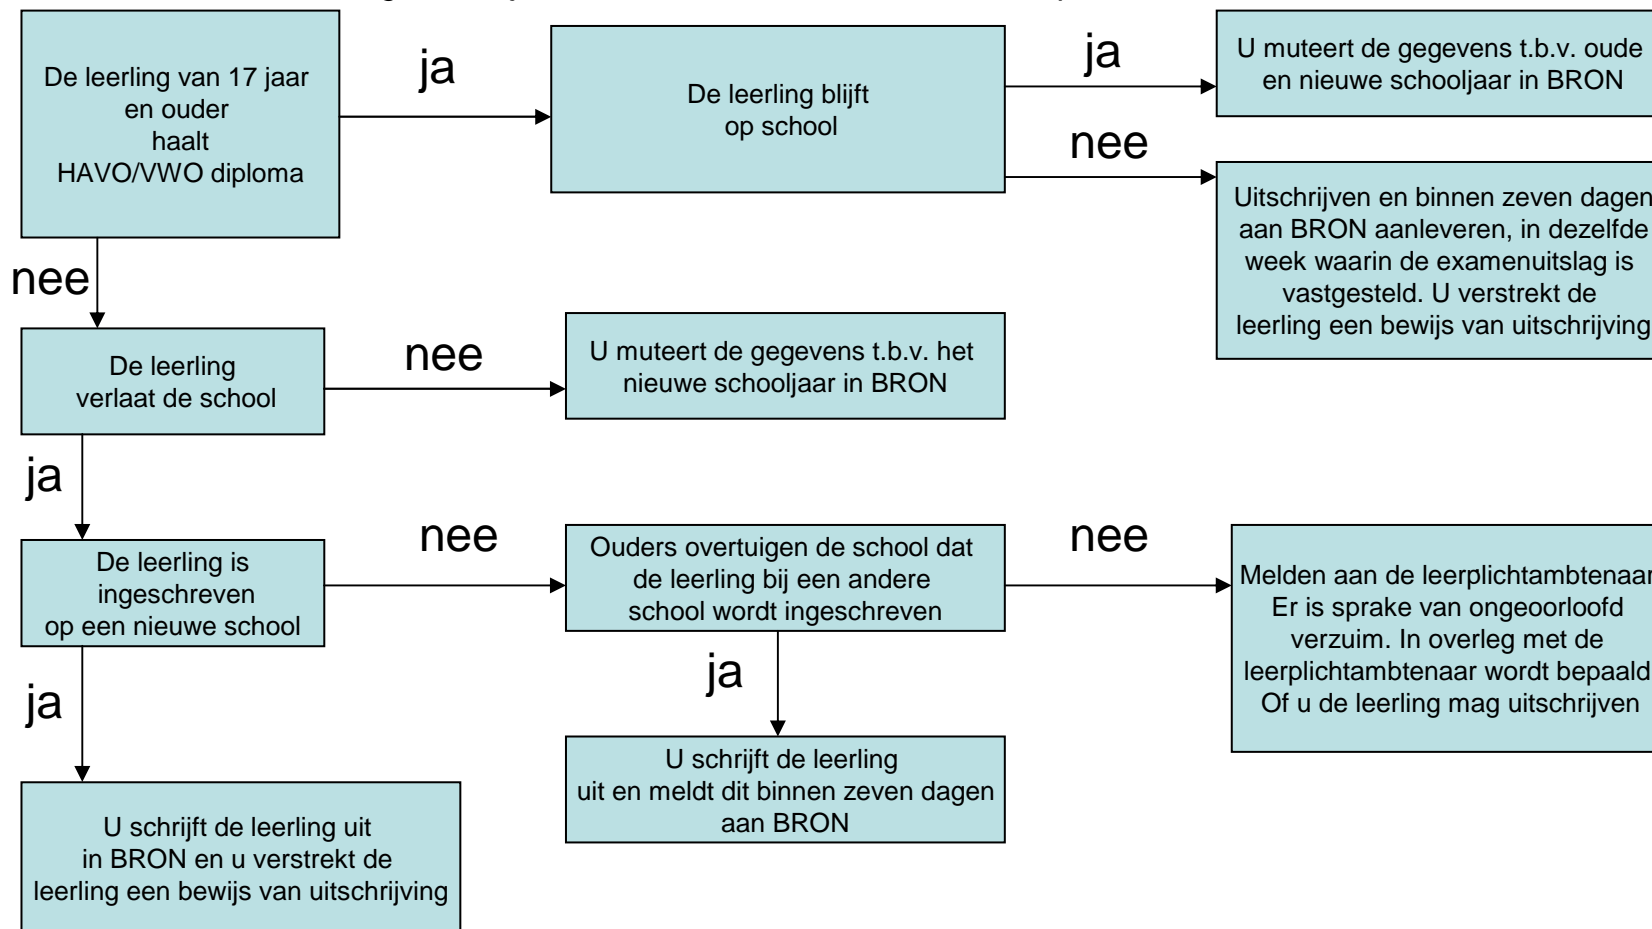 De leerling van 17 jaar
en ouder
haalt
HAVO/VWO diploma
ja
De leerling blijft
op school
ja
U muteert de gegevens t.b.v. oude
en nieuwe schooljaar in BRON
nee
Uitschrijven en binnen zeven dagen
aan BRON aanleveren, in dezelfde
week waarin de examenuitslag is
vastgesteld. U verstrekt de
leerling een bewijs van uitschrijving
nee
De leerling
verlaat de school
nee
U muteert de gegevens t.b.v. het
nieuwe schooljaar in BRON
ja
De leerling is
ingeschreven
op een nieuwe school
nee
Ouders overtuigen de school dat
de leerling bij een andere
school wordt ingeschreven
nee
Melden aan de leerplichtambtenaar
Er is sprake van ongeoorloofd
verzuim. In overleg met de
leerplichtambtenaar wordt bepaald
Of u de leerling mag uitschrijven
ja
U schrijft de leerling
uit en meldt dit binnen zeven dagen
aan BRON
ja
U schrijft de leerling uit
in BRON en u verstrekt de
leerling een bewijs van uitschrijving